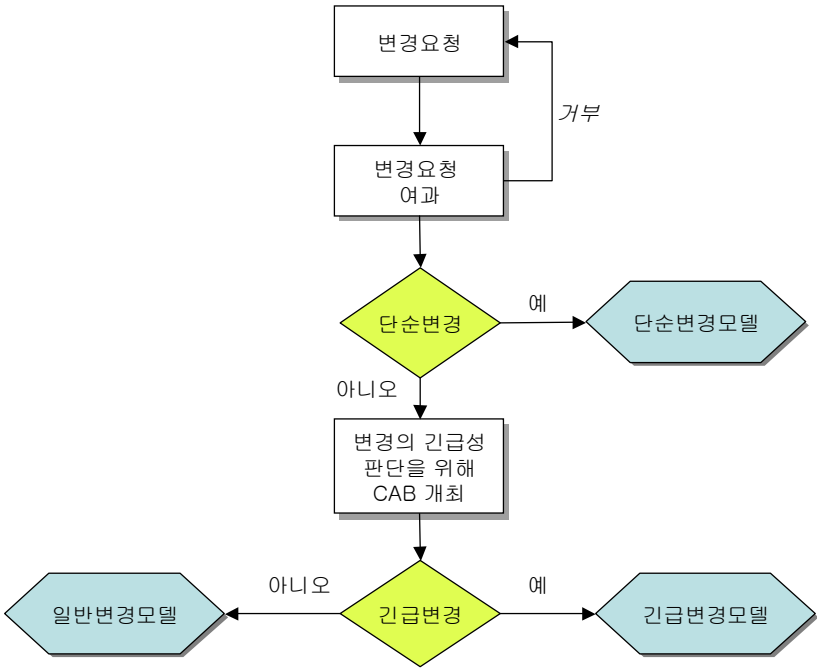 변경요청
거부
변경요청
여과
단순변경
예
단순변경모델
아니오
변경의 긴급성
판단을 위해
CAB 개최
아니오
예
일반변경모델
긴급변경
긴급변경모델